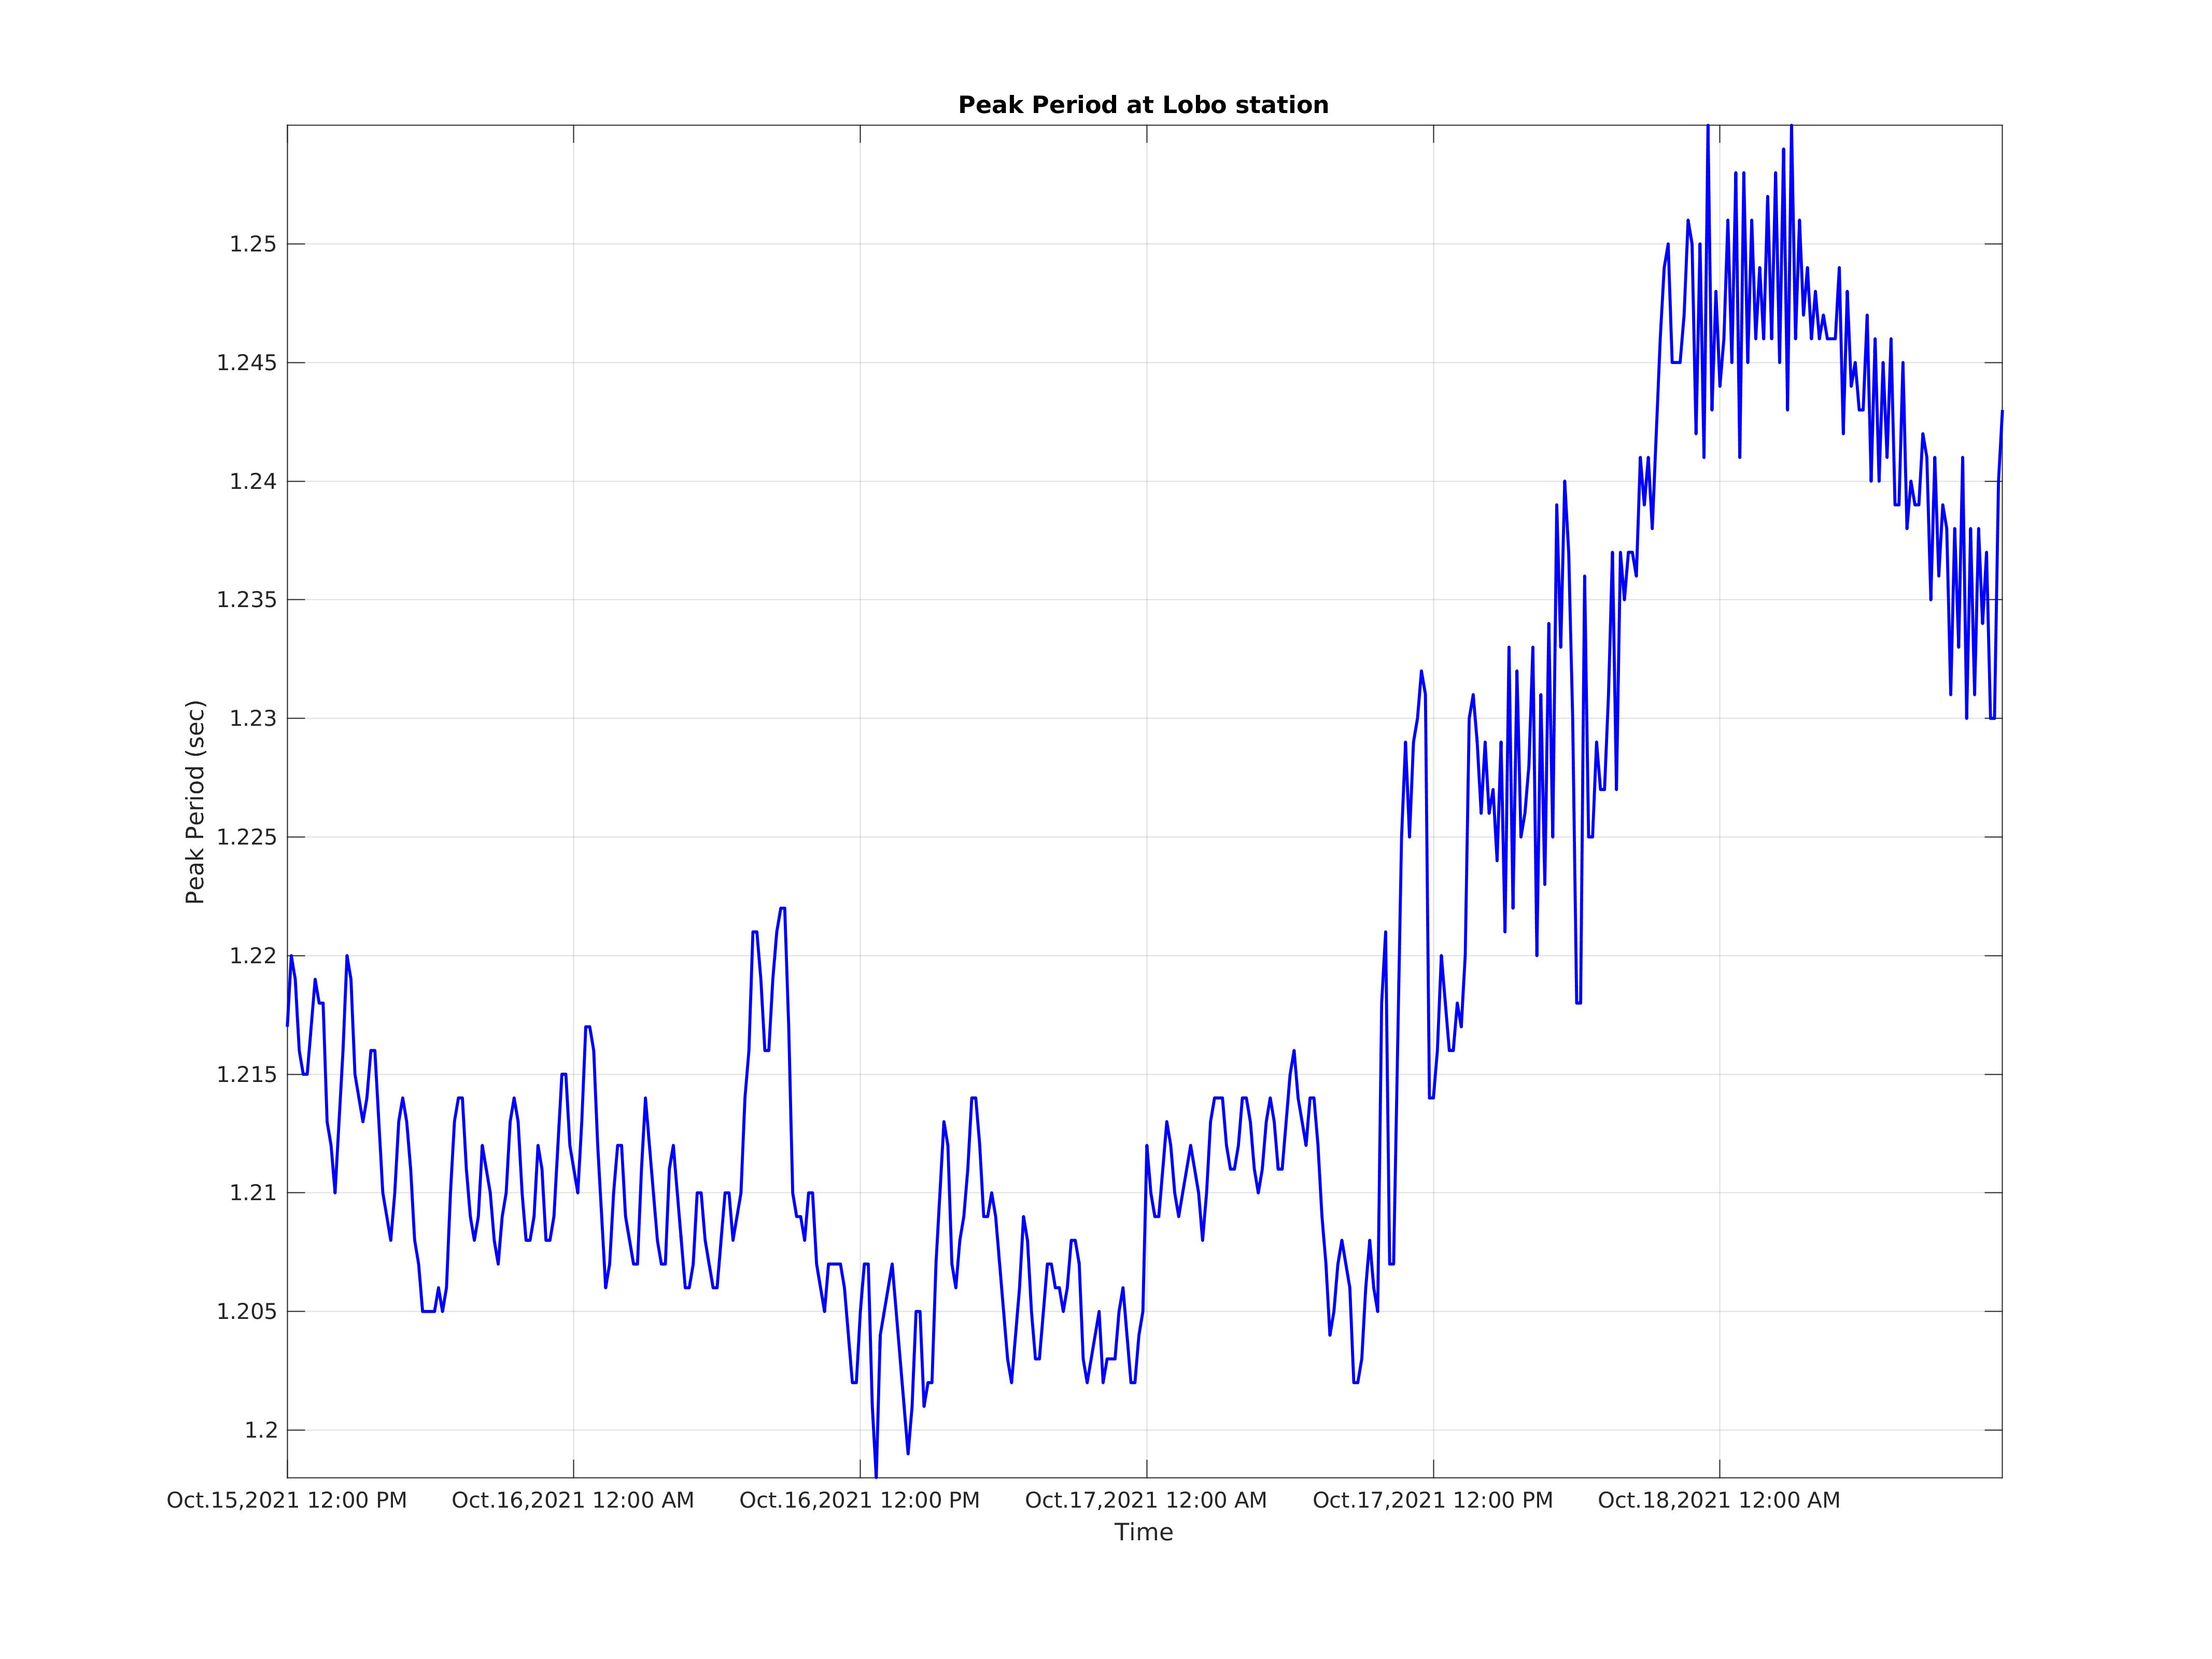 Peak Period at Lobo station
1.25
1.245
1.24
1.235
1.23
1.225
1.22
1.215
1.21
1.205
1.2
Peak Period (sec)
Oct.15,2021 12:00 PM Oct.16,2021 12:00 AM Oct.16,2021 12:00 PM Oct.17,2021 12:00 AM Oct.17,2021 12:00 PM Oct.18,2021 12:00 AM
Time